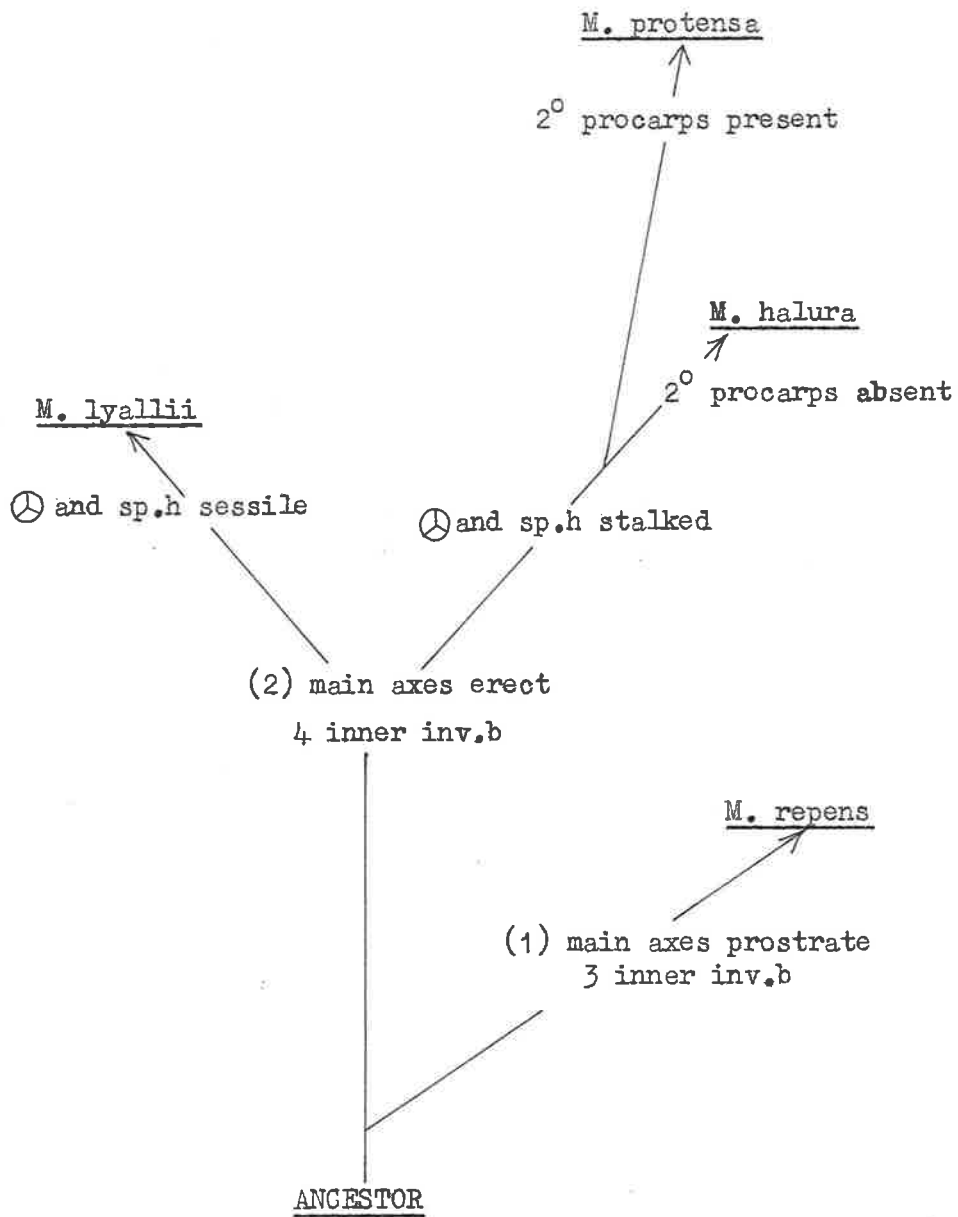 M. protensa
2° procarps present
M. halura
2° procarps absent
M. lyallii
and sp.h sessile
and sp.h stalked
(2) main axes erect
4 inner inv.b
M. repens
(1) main axes prostrate
3 inner inv.b
ANCESTOR